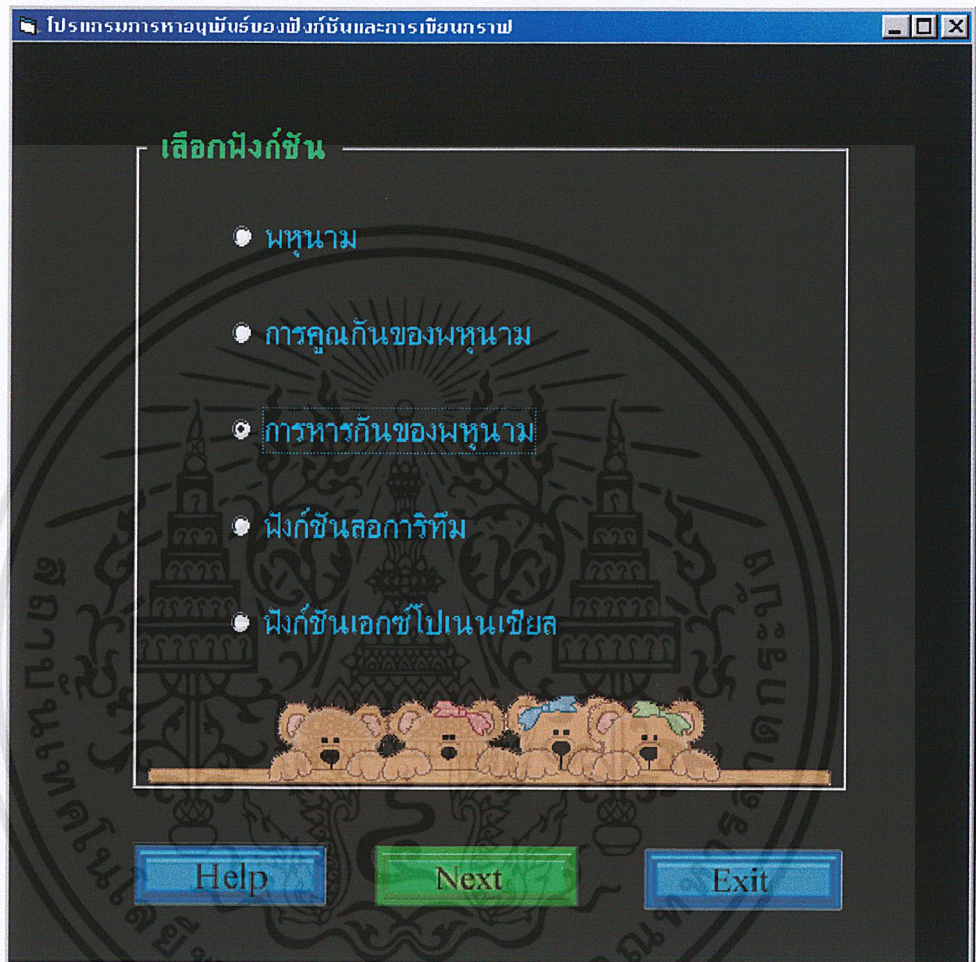 โปรแกรมการหาอนุพันธ์ของฟังก์ชันและการเขียนกราฟ
เลือกฟังก์ชัน
พหุนาม
การคูณกันของพหุนาม
การหารกันของพหุนาม
ฟังก์ชันลอการิทึม
ฟังก์ชันเอกซ์โปเนนเชียล
Help
Next
Exit